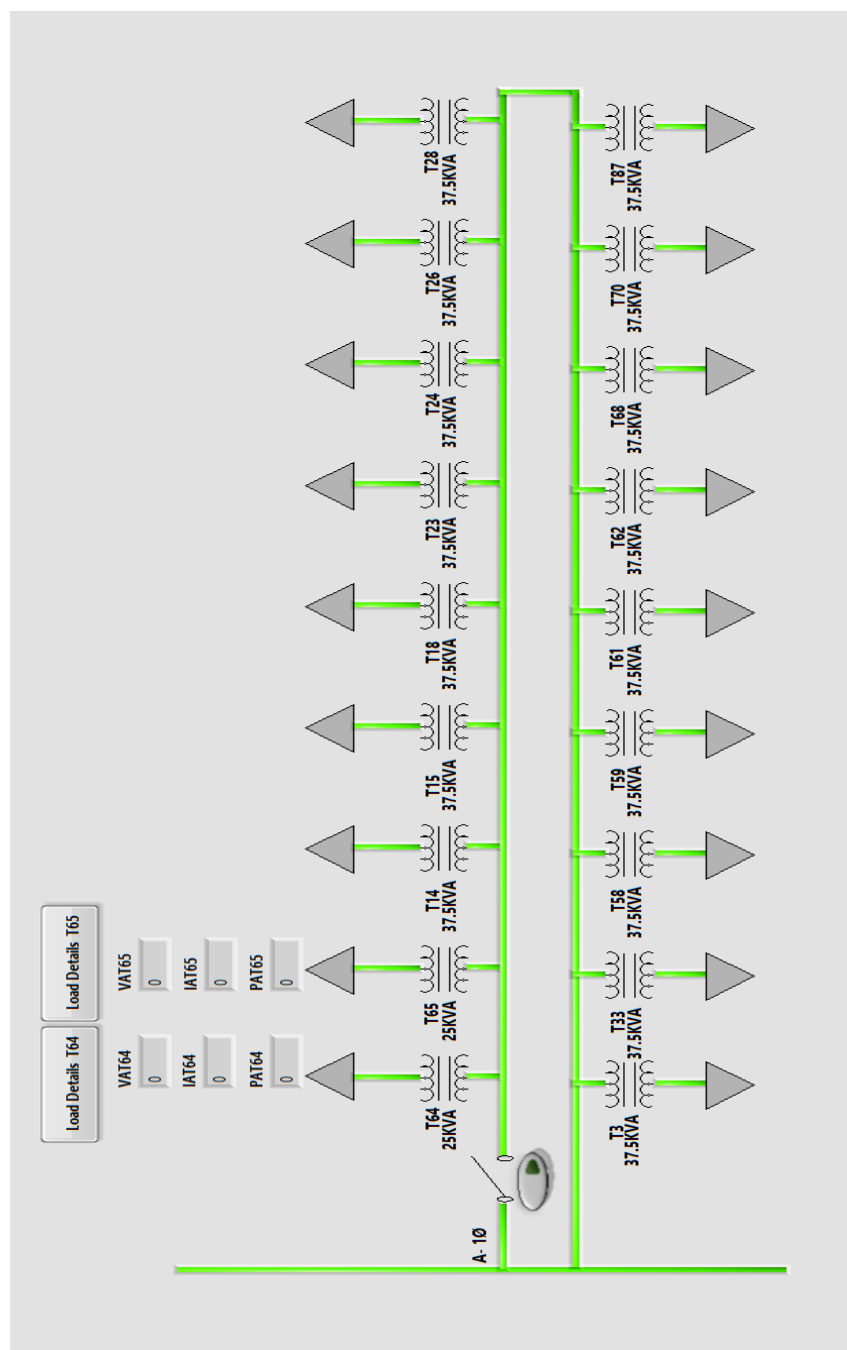 Load Details T64
Load Details T65
VAT64
0
VAT65
0
IAT64
0
IAT65
0
PAT64
0
PAT65
0
T64
25KVA
T65
25KVA
T14
37.5KVA
T15
37.5KVA
T18
37.5KVA
T23
37.5KVA
T24
37.5KVA
T26
37.5KVA
T28
37.5KVA
A- 1Ø
T3
37.5KVA
T33
37.5KVA
T58
37.5KVA
T59
37.5KVA
T61
37.5KVA
T62
37.5KVA
T68
37.5KVA
T70
37.5KVA
T87
37.5KVA